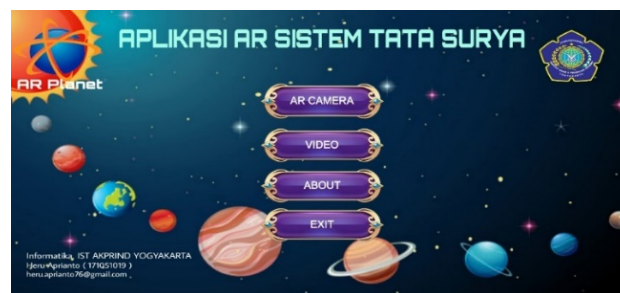 APLIKASI AR SISTEM TATA SURYA
AR Planet
AR CAMERA
VIDEO
ABOUT
EXIT
Informatika, IST AKPRIND YOGYAKARTA
Heru Aprianto ( 171051019 )
heru.aprianto76@gmail.com